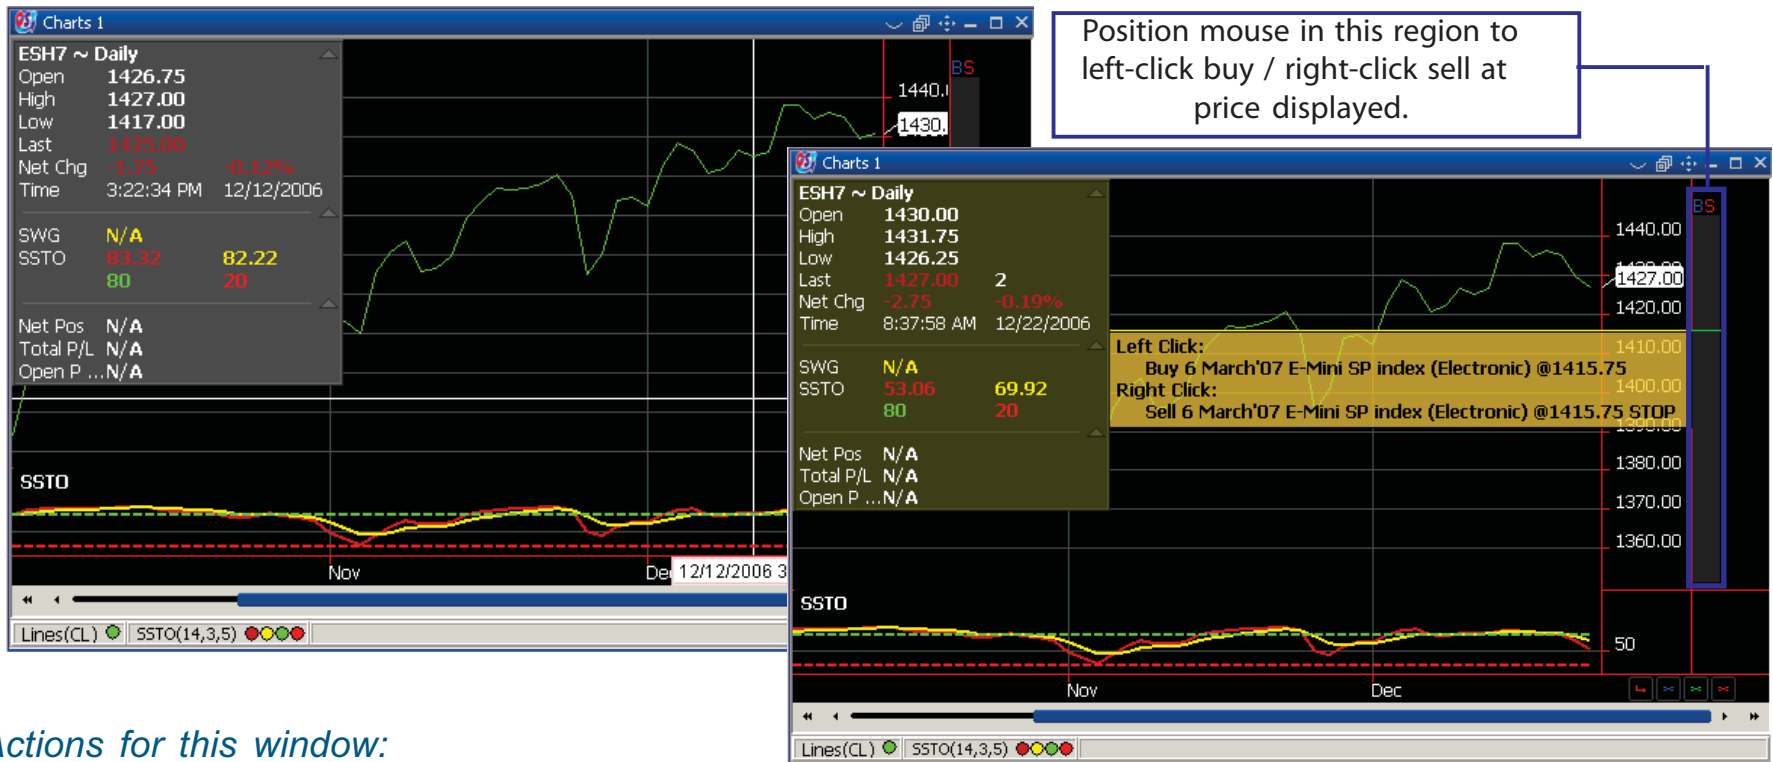 Charts 1
ESH7 ~ Daily
Open 1426.75
High 1427.00
Low 1417.00
Last 1425.00
Net Chg -1.75 -0.12%
Time 3:22:34 PM 12/12/2006
SWG N/A
SSTO 83.32 82.22
80 20
Net Pos N/A
Total P/L N/A
Open P ...N/A
BS
1440.
1430.
SSTO
Nov
12/12/2006 3
Lines(CL) SSTO(14,3,5)
Position mouse in this region to
left-click buy / right-click sell at
price displayed.
Charts 1
ESH7 ~ Daily
Open 1430.00
High 1431.75
Low 1426.25
Last 1427.00 2
Net Chg -2.75 -0.19%
Time 8:37:58 AM 12/22/2006
SWG N/A
SSTO 53.06 69.92
80 20
Net Pos N/A
Total P/L N/A
Open P ...N/A
BS
1440.00
1427.00
1420.00
1410.00
1400.00
1390.00
1380.00
1370.00
1360.00
Left Click:
Buy 6 March'07 E-Mini SP index (Electronic) @1415.75
Right Click:
Sell 6 March'07 E-Mini SP index (Electronic) @1415.75 STOP
SSTO
50
Nov Dec
Lines(CL) SSTO(14,3,5)
Actions for this window: